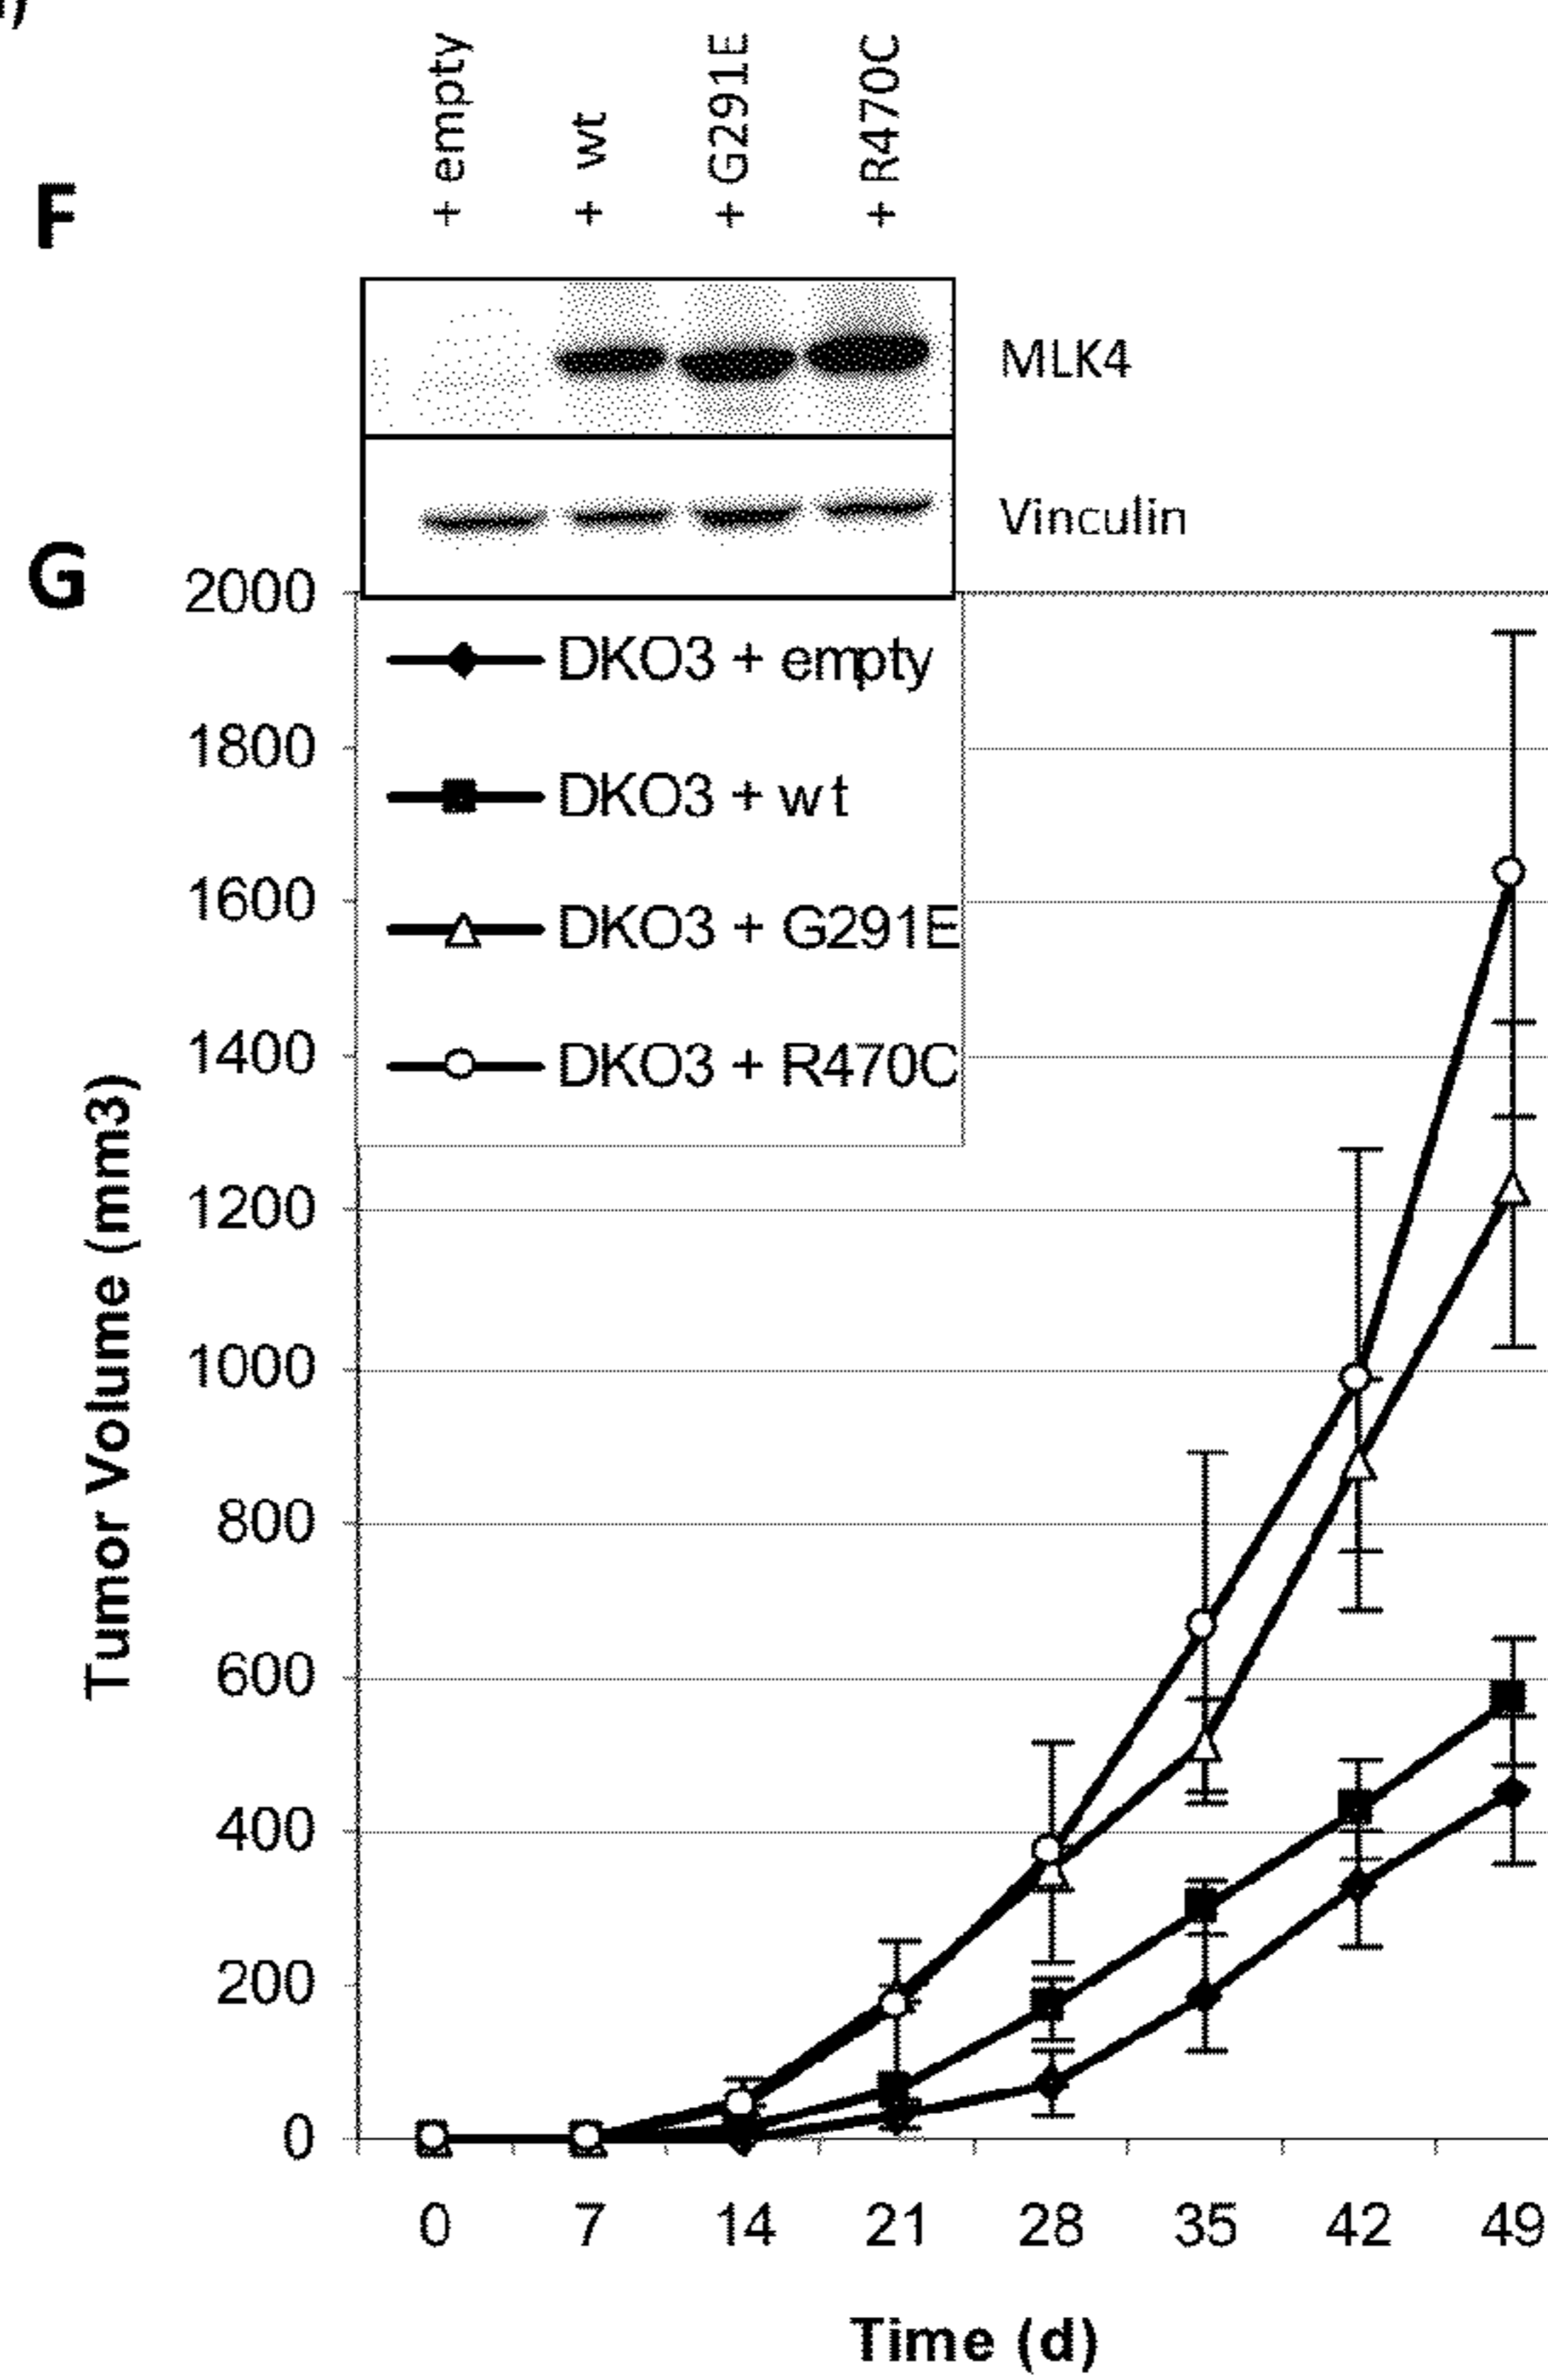 + empty
+ wt
+ G291E
+ R470C
F
MLK4
Vinculin
G
2000
DKO3 + empty
1800
DKO3 + wt
1600
DKO3 + G291E
1400
DKO3 + R470C
1200
1000
800
600
400
200
0
Tumor Volume (mm3)
0 7 14 21 28 35 42 49
Time (d)